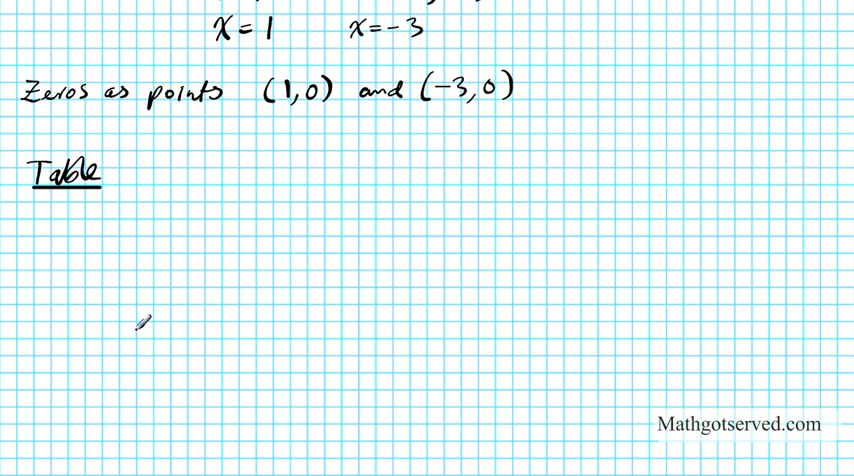 x = 1 x = -3
Zeros as points (1,0) and (-3,0)
Table
Mathgotserved.com